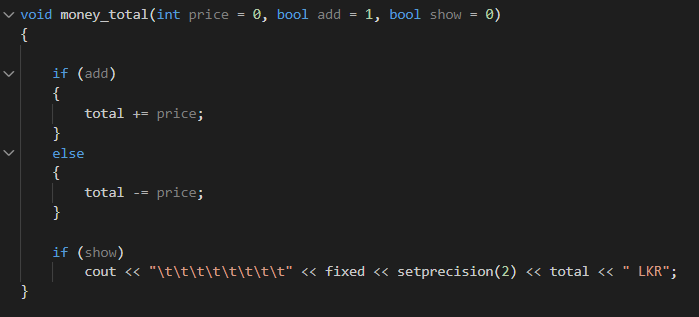 void money_total(int price = 0, bool add = 1, bool show = 0)
{
if (add)
{
total += price;
}
else
{
total -= price;
}
if (show)
cout << "\t\t\t\t\t\t\t\t" << fixed << setprecision(2) << total << " LKR";
}